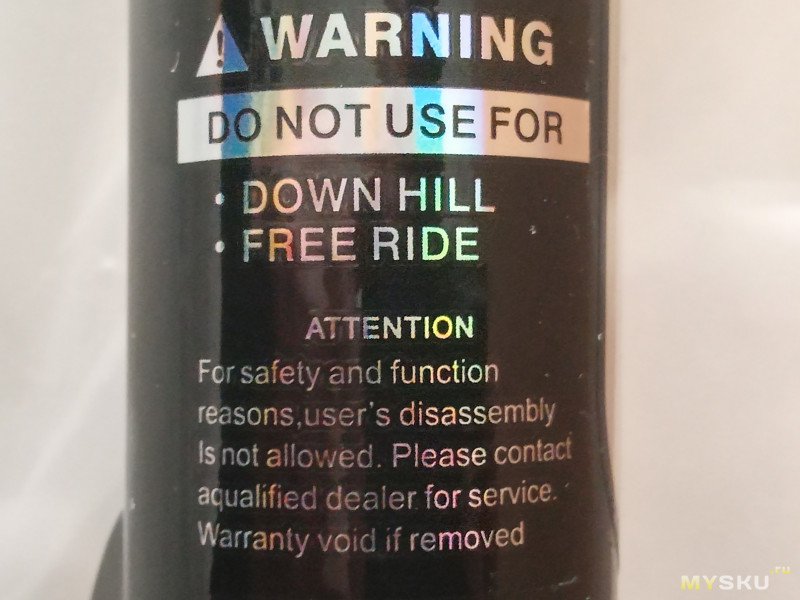 WARNING
DO NOT USE FOR
• DOWN HILL
• FREE RIDE
ATTENTION
For safety and function
reasons,user's disassembly
Is not allowed. Please contact
aqualified dealer for service.
Warranty void if removed
MYSKU.ru